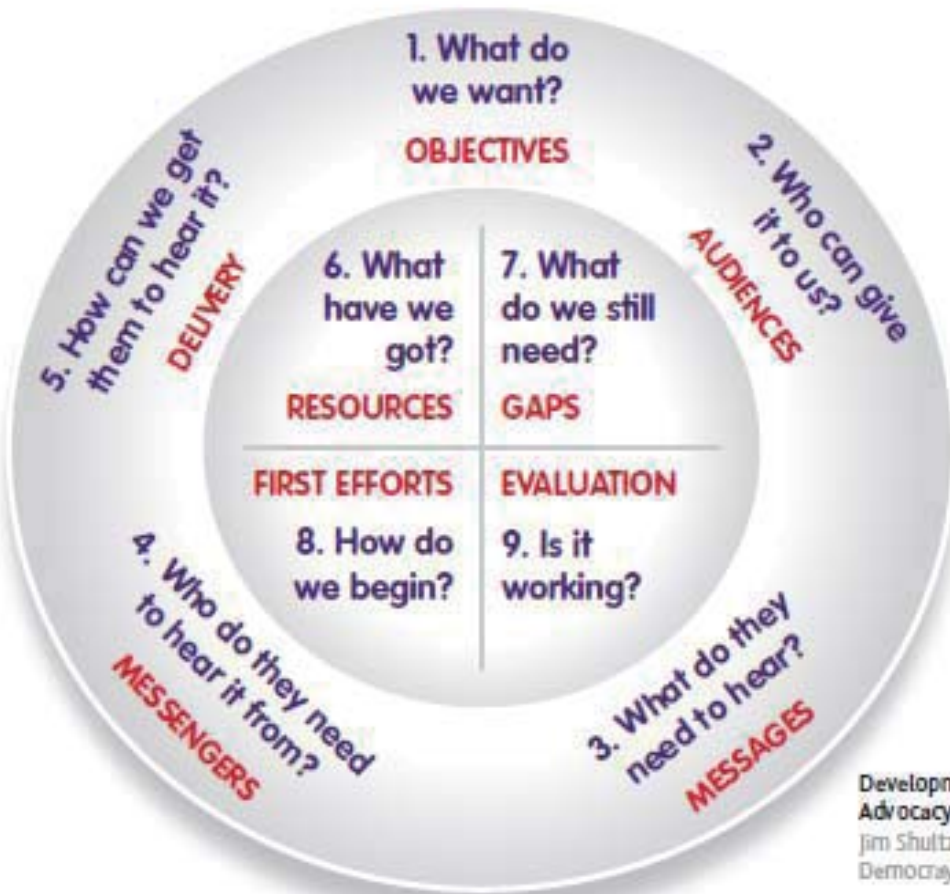 1. What do
we want?
OBJECTIVES
2. Who can give
it to us?
AUDIENCES
3. What do they
need to hear?
MESSAGES
4. Who do they need
to hear it from?
MESSENGERS
5. How can we get
them to hear it?
DELIVERY
6. What
have we
got?
RESOURCES
7. What
do we still
need?
GAPS
FIRST EFFORTS
8. How do
we begin?
EVALUATION
9. Is it
working?
Advocacy
Jim Shultz